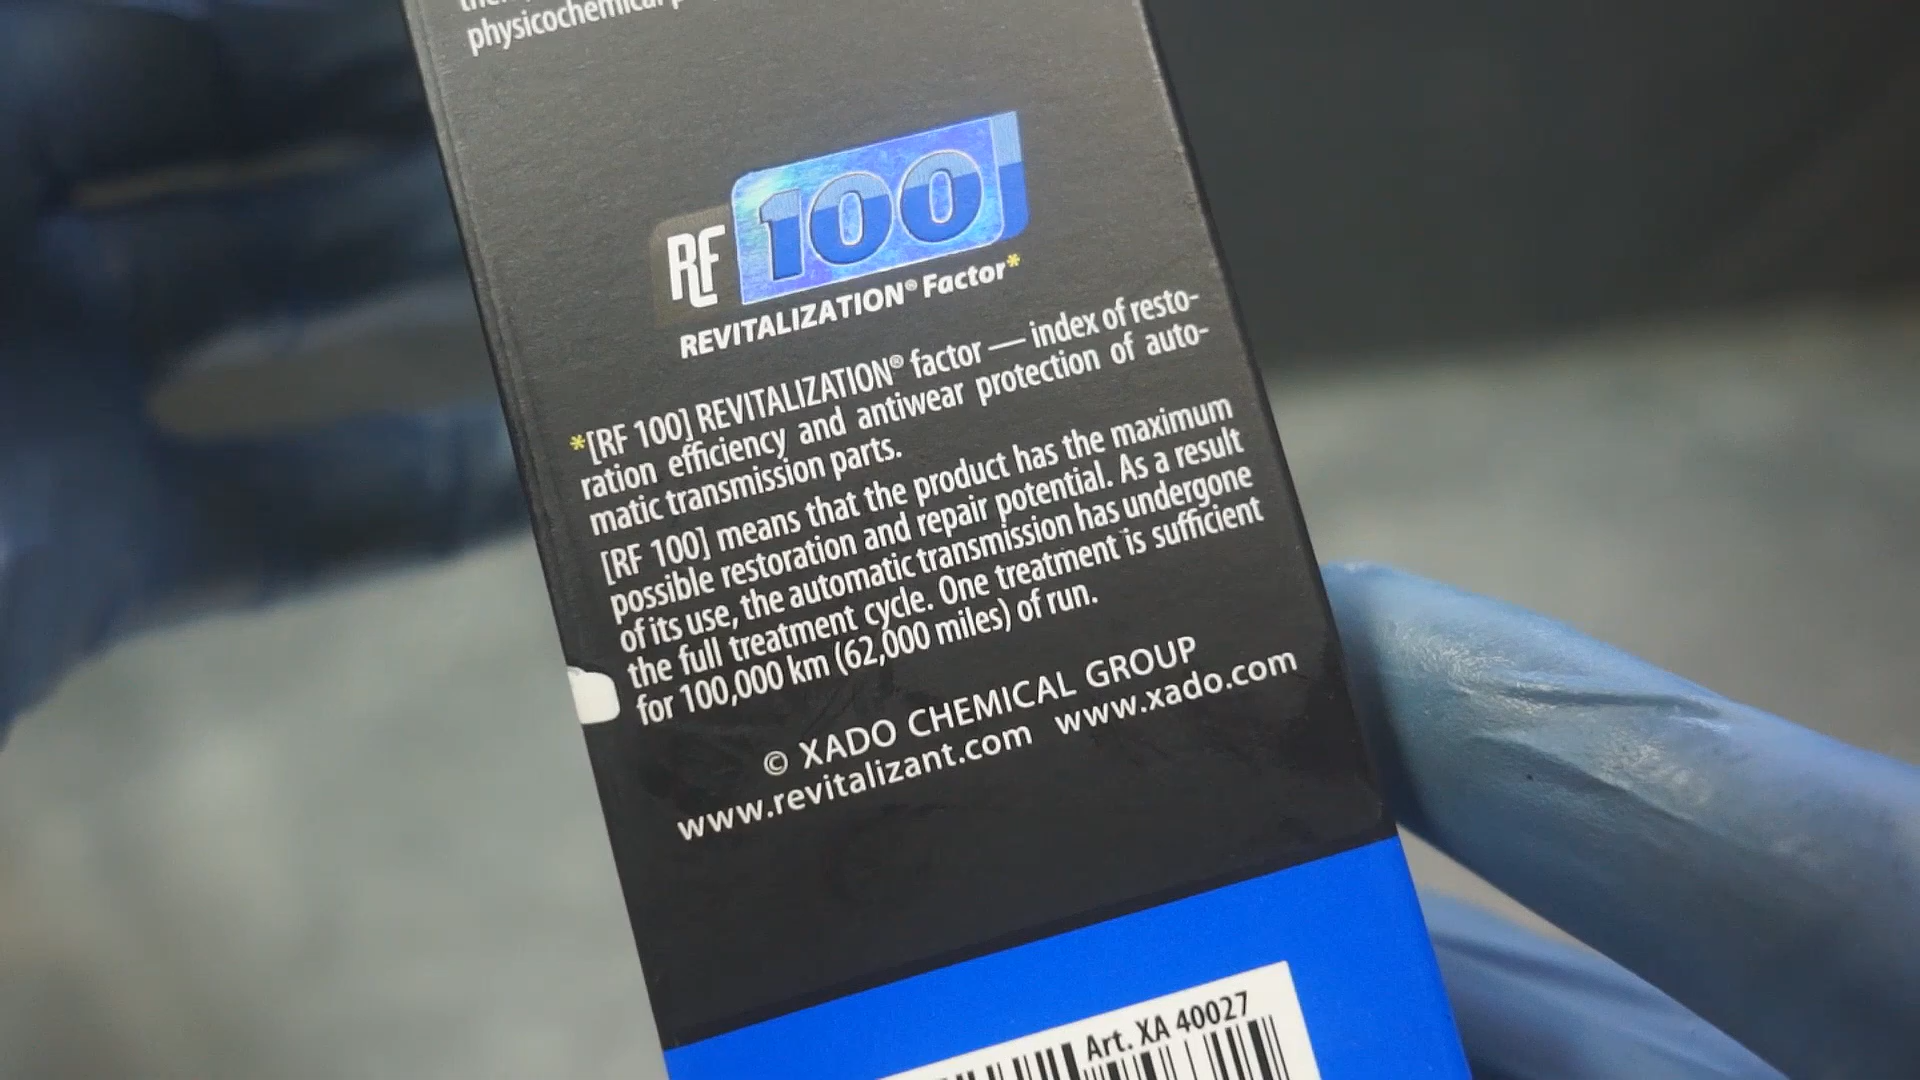 physicochemical
RF 100
REVITALIZATION® Factor*
*[RF 100] REVITALIZATION® factor — index of resto-
ration efficiency and antiwear protection of auto-
matic transmission parts.
[RF 100] means that the product has the maximum
possible restoration and repair potential. As a result
of its use, the automatic transmission has undergone
the full treatment cycle. One treatment is sufficient
for 100,000 km (62,000 miles) of run.
© XADO CHEMICAL GROUP
www.revitalizant.com www.xado.com
Art. XA 40027